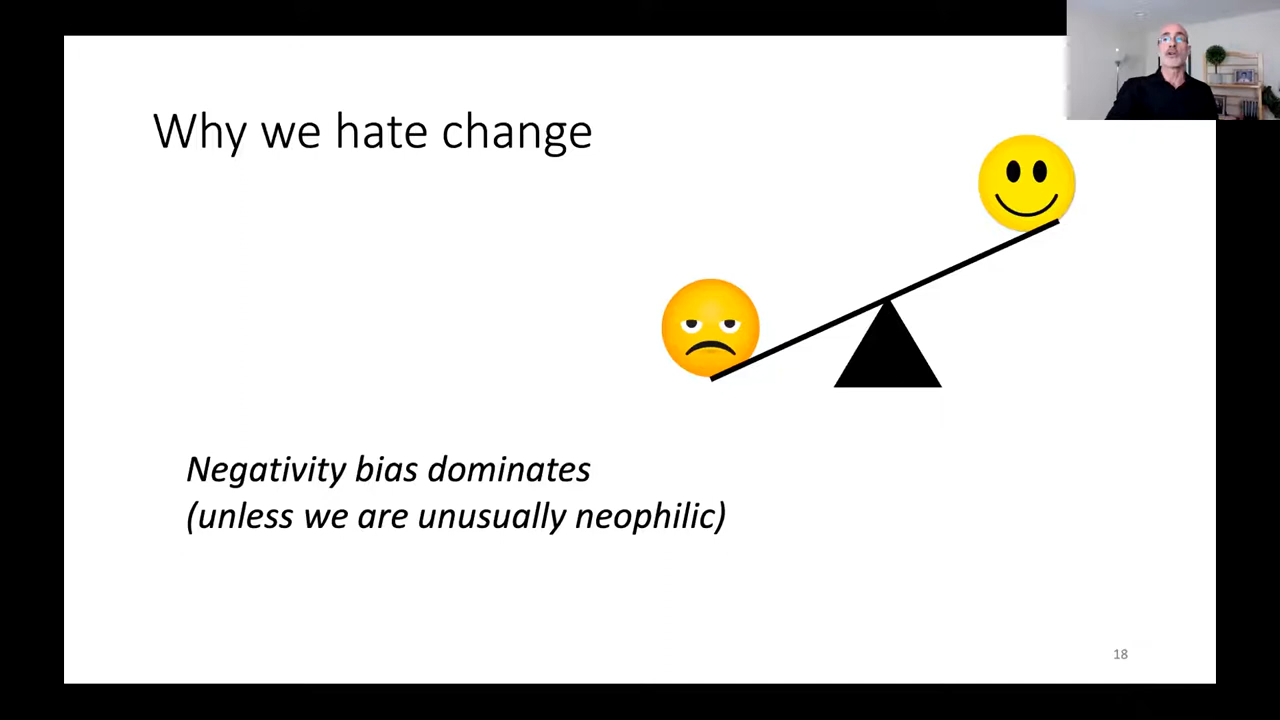 Why we hate change
Negativity bias dominates
(unless we are unusually neophilic)
18